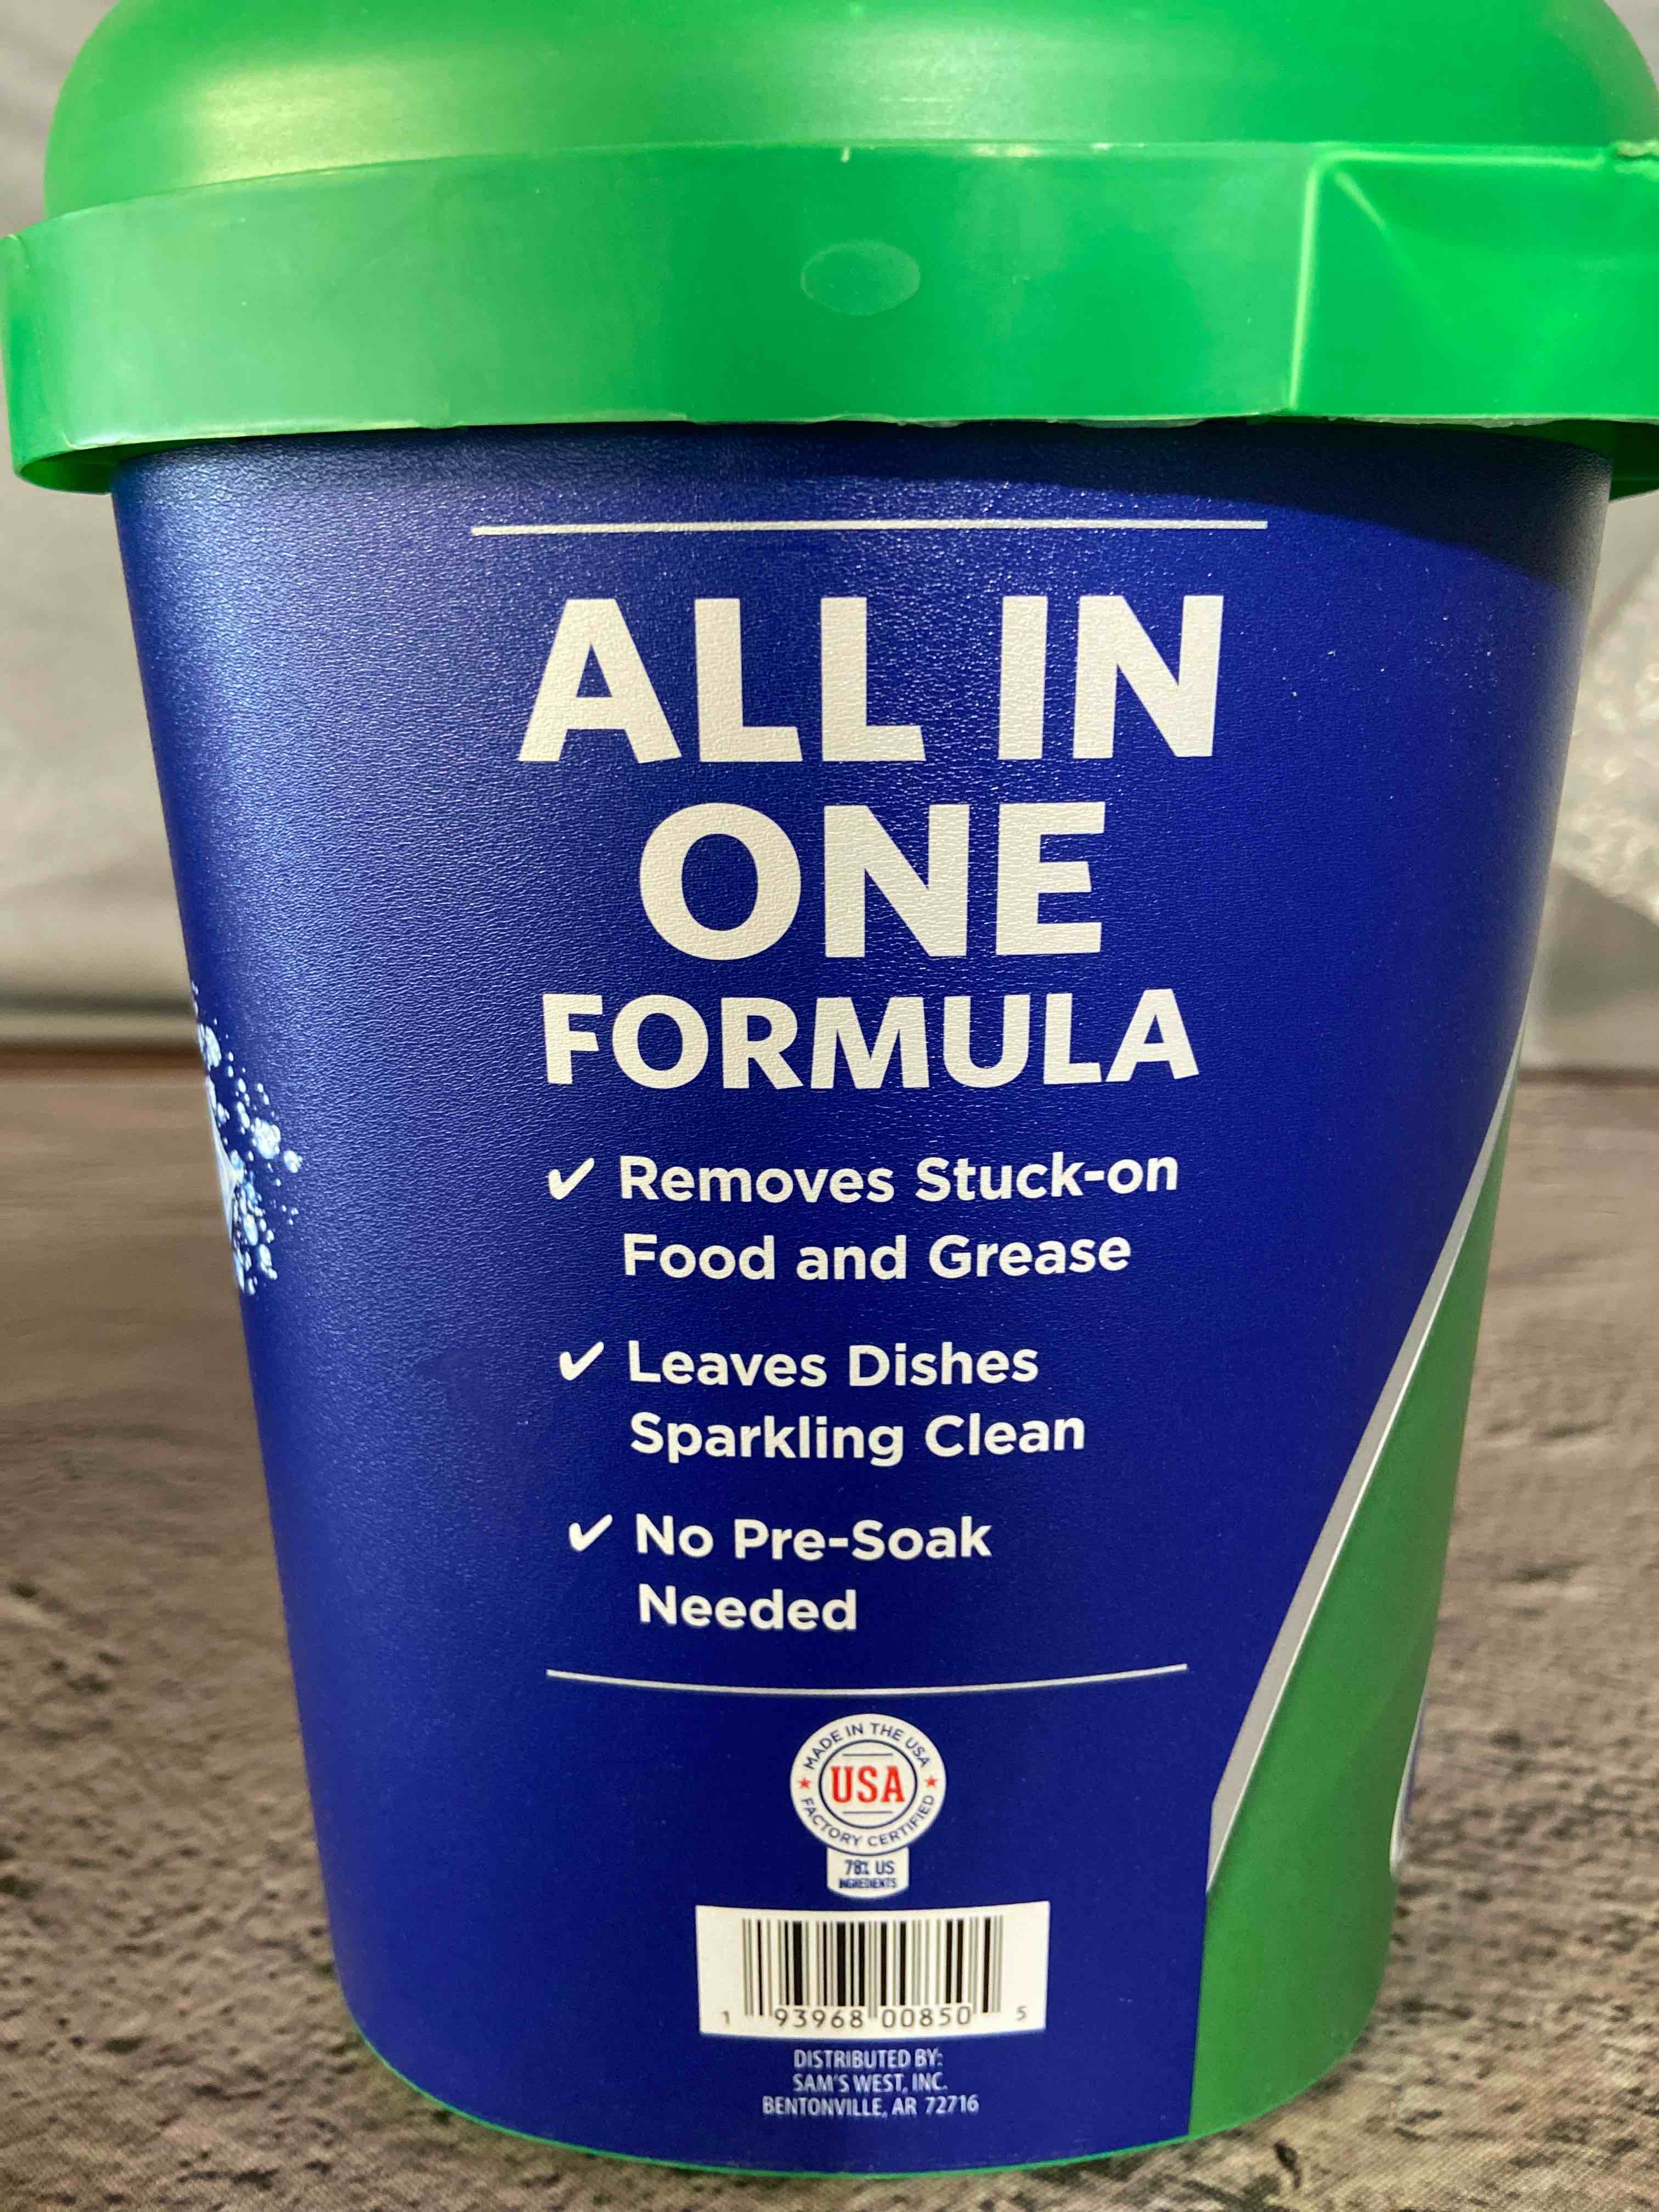 ALL IN
ONE
FORMULA
✔ Removes Stuck-on
Food and Grease
✔ Leaves Dishes
Sparkling Clean
✔ No Pre-Soak
Needed
MADE IN THE USA
USA
FACTORY CERTIFIED
78% US
INGREDIENTS
1 93968 00850 5
DISTRIBUTED BY:
SAM'S WEST, INC.
BENTONVILLE, AR 72716